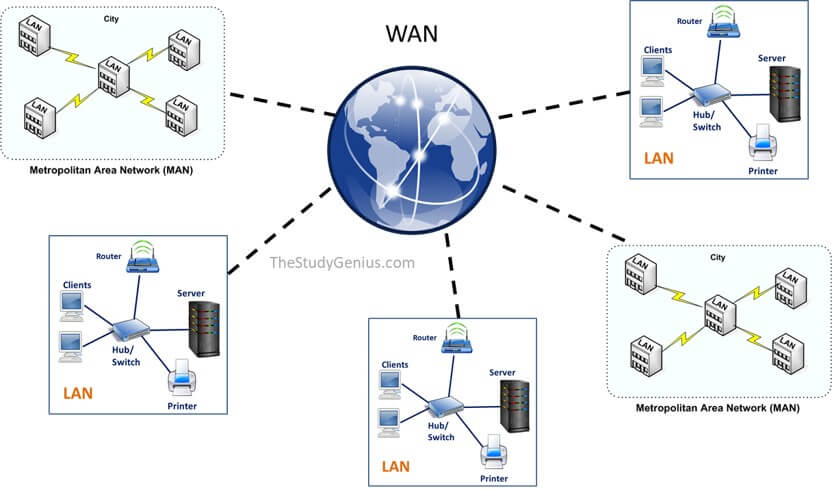 WAN
City
LAN
LAN
LAN
LAN
LAN
Metropolitan Area Network (MAN)
Router
Clients
Server
Hub/
Switch
LAN
Printer
TheStudyGenius.com
Router
Clients
Server
Hub/
Switch
LAN
Printer
Router
Clients
Server
Hub/
Switch
LAN
Printer
City
LAN
LAN
LAN
LAN
LAN
Metropolitan Area Network (MAN)